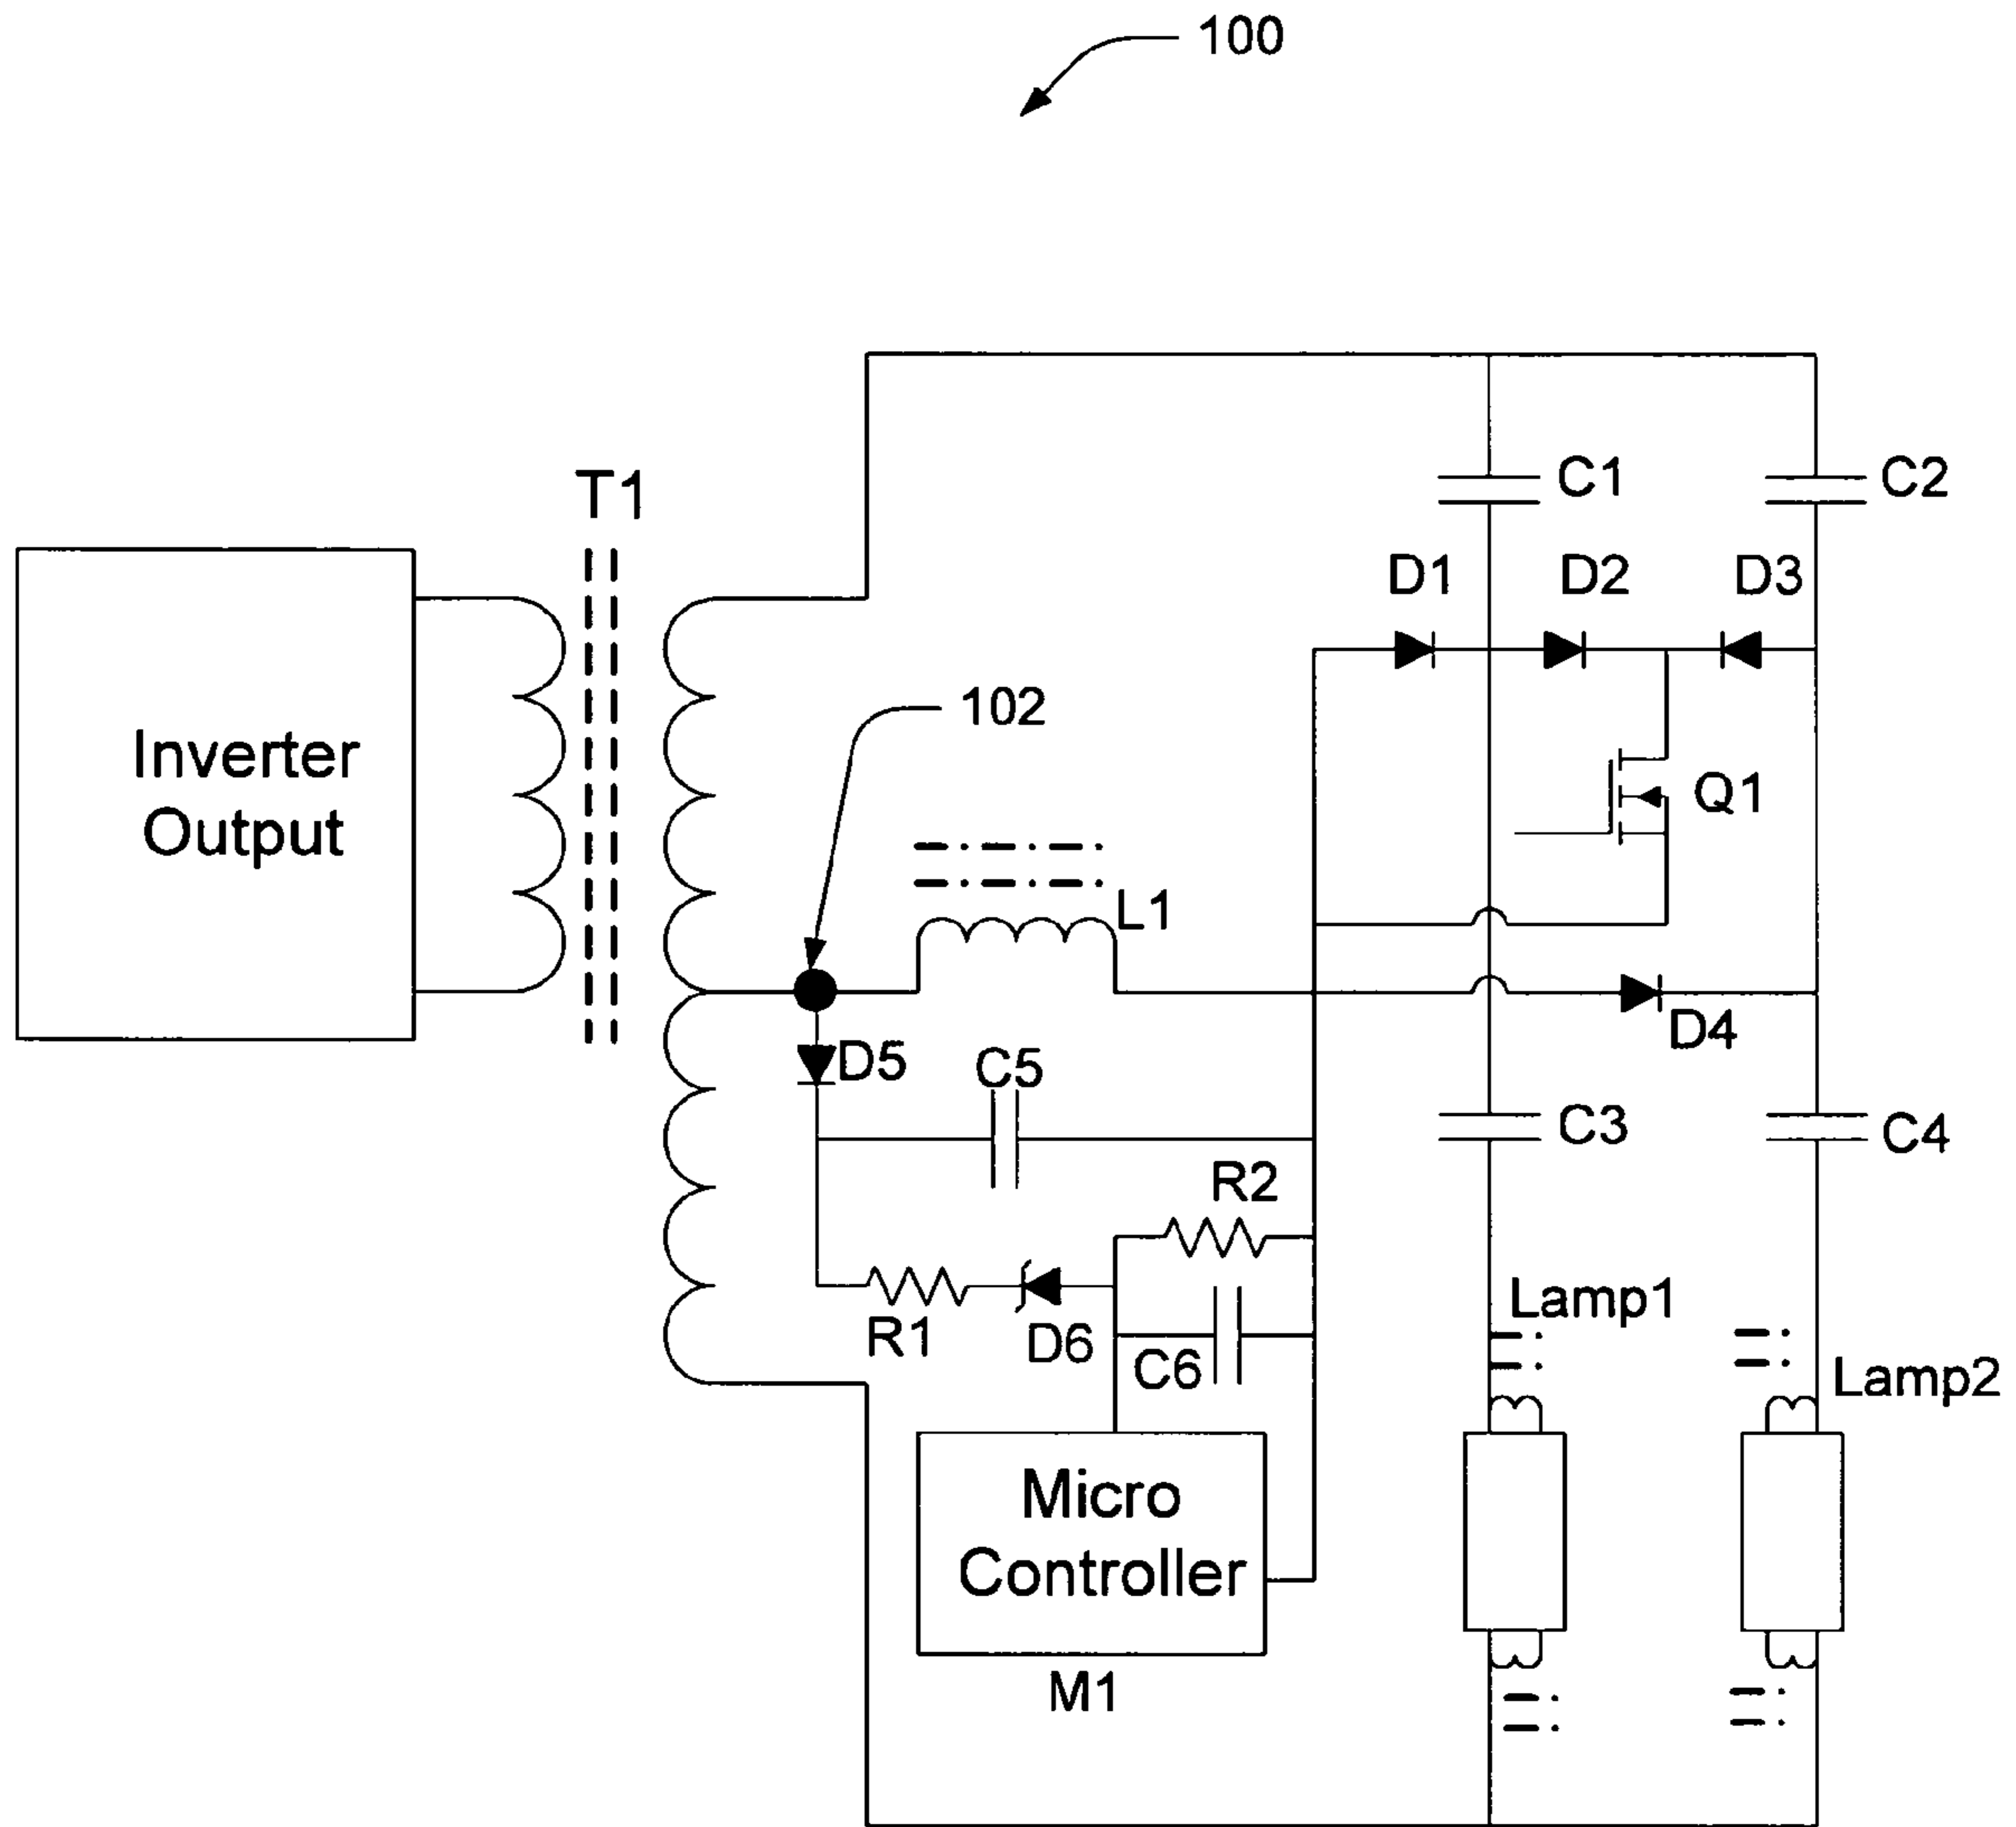 100
C1
C2
T1
D1
D2
D3
102
Inverter
Output
Q1
L1
D4
D5
C5
C3
C4
R2
Lamp1
R1
D6
C6
Lamp2
Micro
Controller
M1